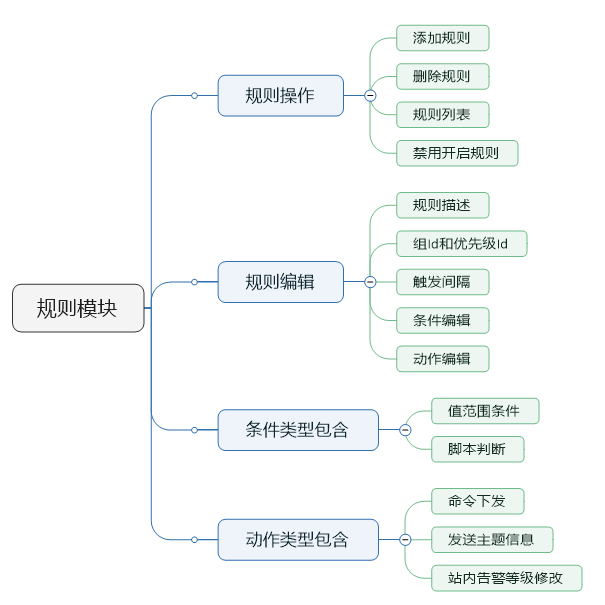 规则模块
规则操作
添加规则
删除规则
规则列表
禁用开启规则
规则编辑
规则描述
组Id和优先级Id
触发间隔
条件编辑
动作编辑
条件类型包含
值范围条件
脚本判断
动作类型包含
命令下发
发送主题信息
站内告警等级修改